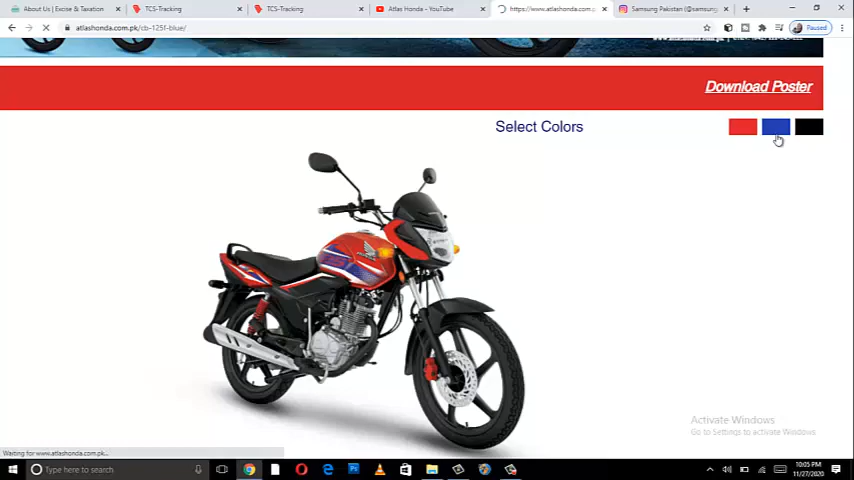 About Us | Excise & Taxation
TCS-Tracking
TCS-Tracking
Atlas Honda - YouTube
https://www.atlashonda.com.p
Samsung Pakistan (@samsung
atlashonda.com.pk/cb-125f-blue/
Paused
Download Poster
Select Colors
Activate Windows
Go to Settings to activate Windows.
Waiting for www.atlashonda.com.pk...
Type here to search
10:05 PM
11/27/2020